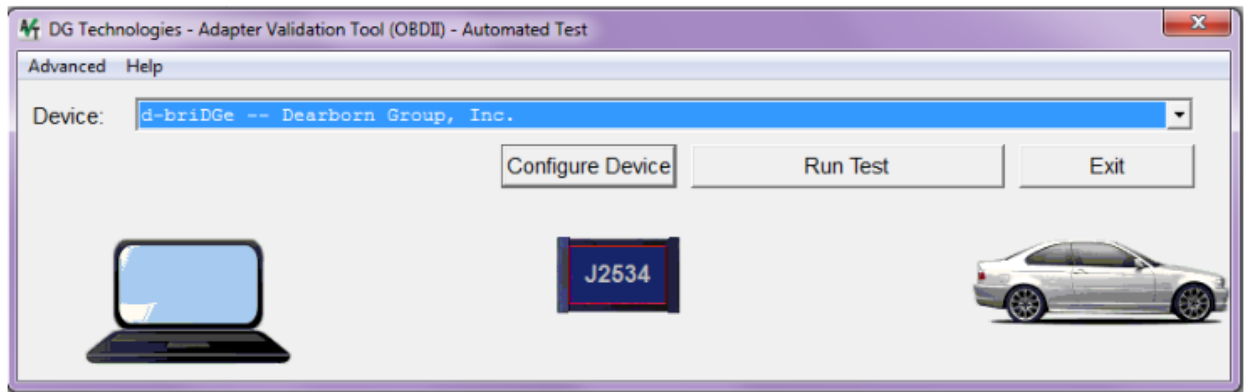 DG Technologies - Adapter Validation Tool (OBDII) - Automated Test
Advanced Help
Device: d-briDGe -- Dearborn Group, Inc.
Configure Device Run Test Exit
J2534